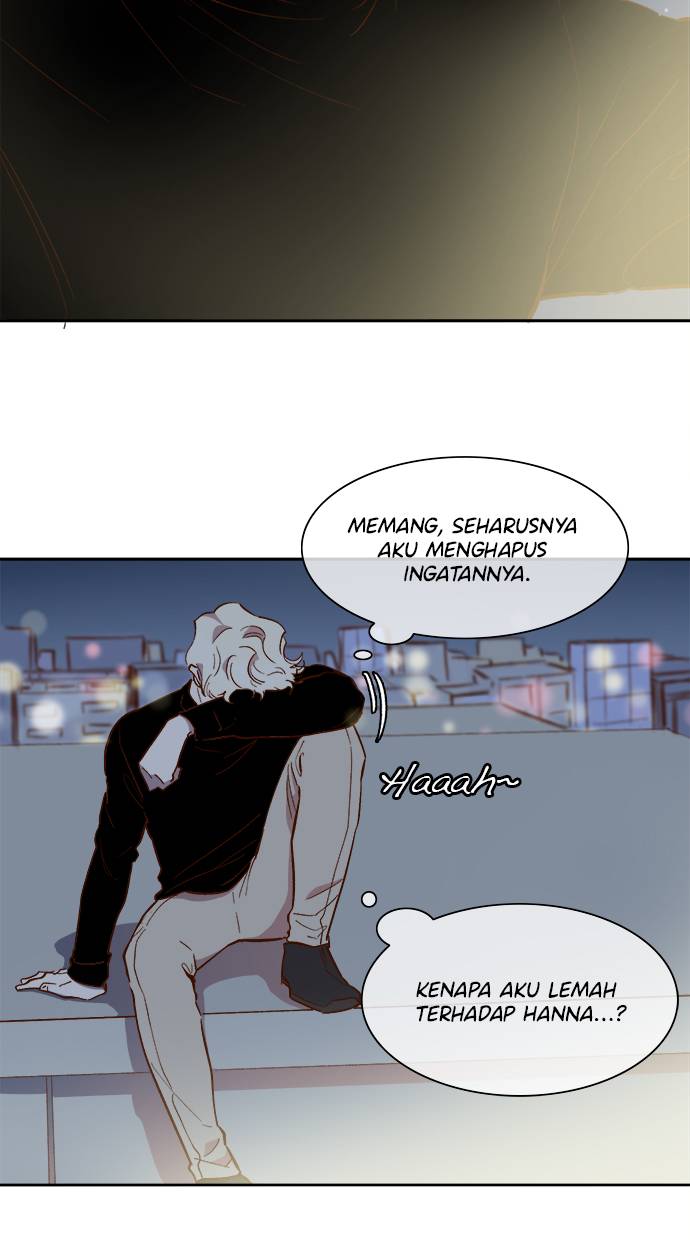 MEMANG, SEHARUSNYA
AKU MENGHAPUS
INGATANNYA.
Haaah~
KENAPA AKU LEMAH
TERHADAP HANNA...?